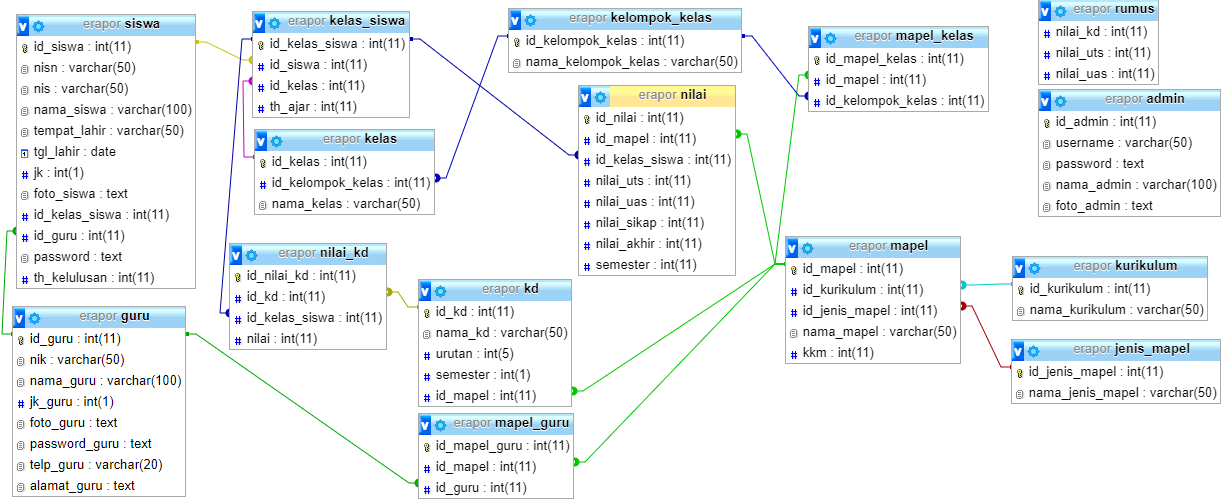 erapor siswa
id_siswa : int(11)
nisn : varchar(50)
nis : varchar(50)
nama_siswa : varchar(100)
tempat_lahir : varchar(50)
tgl_lahir : date
jk : int(1)
foto_siswa : text
id_kelas_siswa : int(11)
id_guru : int(11)
password : text
th_kelulusan : int(11)
erapor guru
id_guru : int(11)
nik : varchar(50)
nama_guru : varchar(100)
jk_guru : int(1)
foto_guru : text
password_guru : text
telp_guru : varchar(20)
alamat_guru : text
erapor kelas_siswa
id_kelas_siswa : int(11)
id_siswa : int(11)
id_kelas : int(11)
th_ajar : int(11)
erapor kelas
id_kelas : int(11)
id_kelompok_kelas : int(11)
nama_kelas : varchar(50)
erapor nilai_kd
id_nilai_kd : int(11)
id_kd : int(11)
id_kelas_siswa : int(11)
nilai : int(11)
erapor kelompok_kelas
id_kelompok_kelas : int(11)
nama_kelompok_kelas : varchar(50)
erapor nilai
id_nilai : int(11)
id_mapel : int(11)
id_kelas_siswa : int(11)
nilai_uts : int(11)
nilai_uas : int(11)
nilai_sikap : int(11)
nilai_akhir : int(11)
semester : int(11)
erapor kd
id_kd : int(11)
nama_kd : varchar(50)
urutan : int(5)
semester : int(1)
id_mapel : int(11)
erapor mapel_guru
id_mapel_guru : int(11)
id_mapel : int(11)
id_guru : int(11)
erapor mapel_kelas
id_mapel_kelas : int(11)
id_mapel : int(11)
id_kelompok_kelas : int(11)
erapor mapel
id_mapel : int(11)
id_kurikulum : int(11)
id_jenis_mapel : int(11)
nama_mapel : varchar(50)
kkm : int(11)
erapor rumus
nilai_kd : int(11)
nilai_uts : int(11)
nilai_uas : int(11)
erapor admin
id_admin : int(11)
username : varchar(50)
password : text
nama_admin : varchar(100)
foto_admin : text
erapor kurikulum
id_kurikulum : int(11)
nama_kurikulum : varchar(50)
erapor jenis_mapel
id_jenis_mapel : int(11)
nama_jenis_mapel : varchar(50)